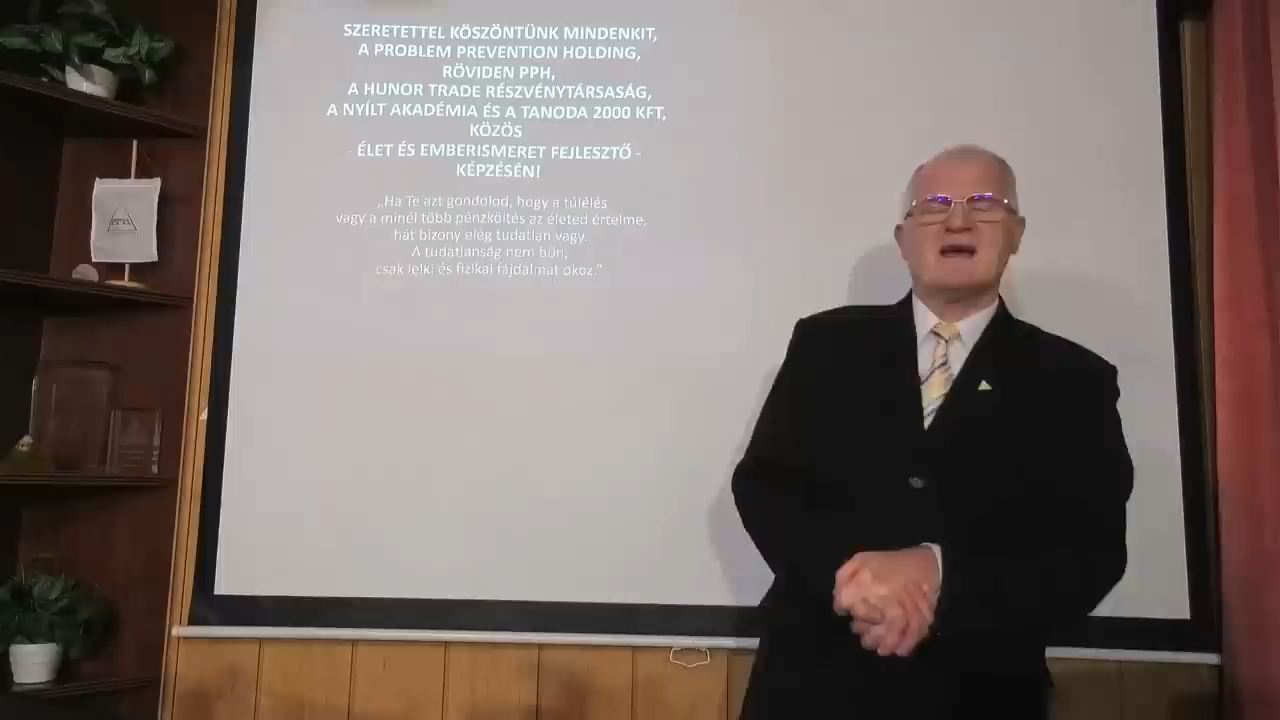 SZERETETTEL KÖSZÖNTÜNK MINDENKIT,
A PROBLEM PREVENTION HOLDING,
RÖVIDEN PPH,
A HUNOR TRADE RÉSZVÉNYTÁRSASÁG,
A NYÍLT AKADÉMIA ÉS A TANODA 2000 KFT,
KÖZÖS
- ÉLET ÉS EMBERISMERET FEJLESZTŐ -
KÉPZÉSÉN!
„Ha Te azt gondolod, hogy a túlélés
vagy a minél több pénzköltés az életed értelme,
hát bizony elég tudatlan vagy.
A tudatlanság nem bűn,
csak lelki és fizikai fájdalmat okoz.”